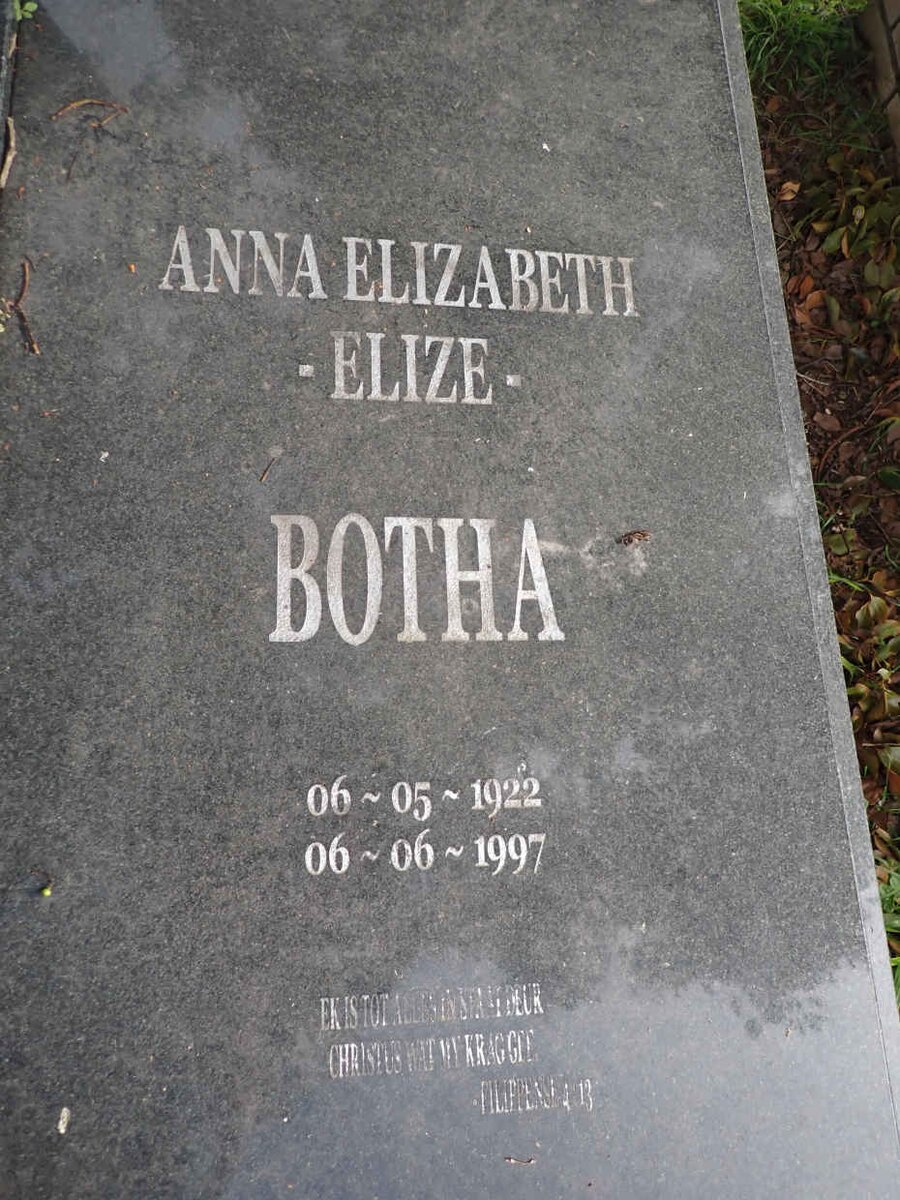 ANNA ELIZABETH
- ELIZE -
BOTHA
06 ~ 05 ~ 1922
06 ~ 06 ~ 1997
EK IS TOT ALLES IN STAAT DEUR
CHRISTUS WAT MY KRAG GEE.
-FILIPPENSE 4:13